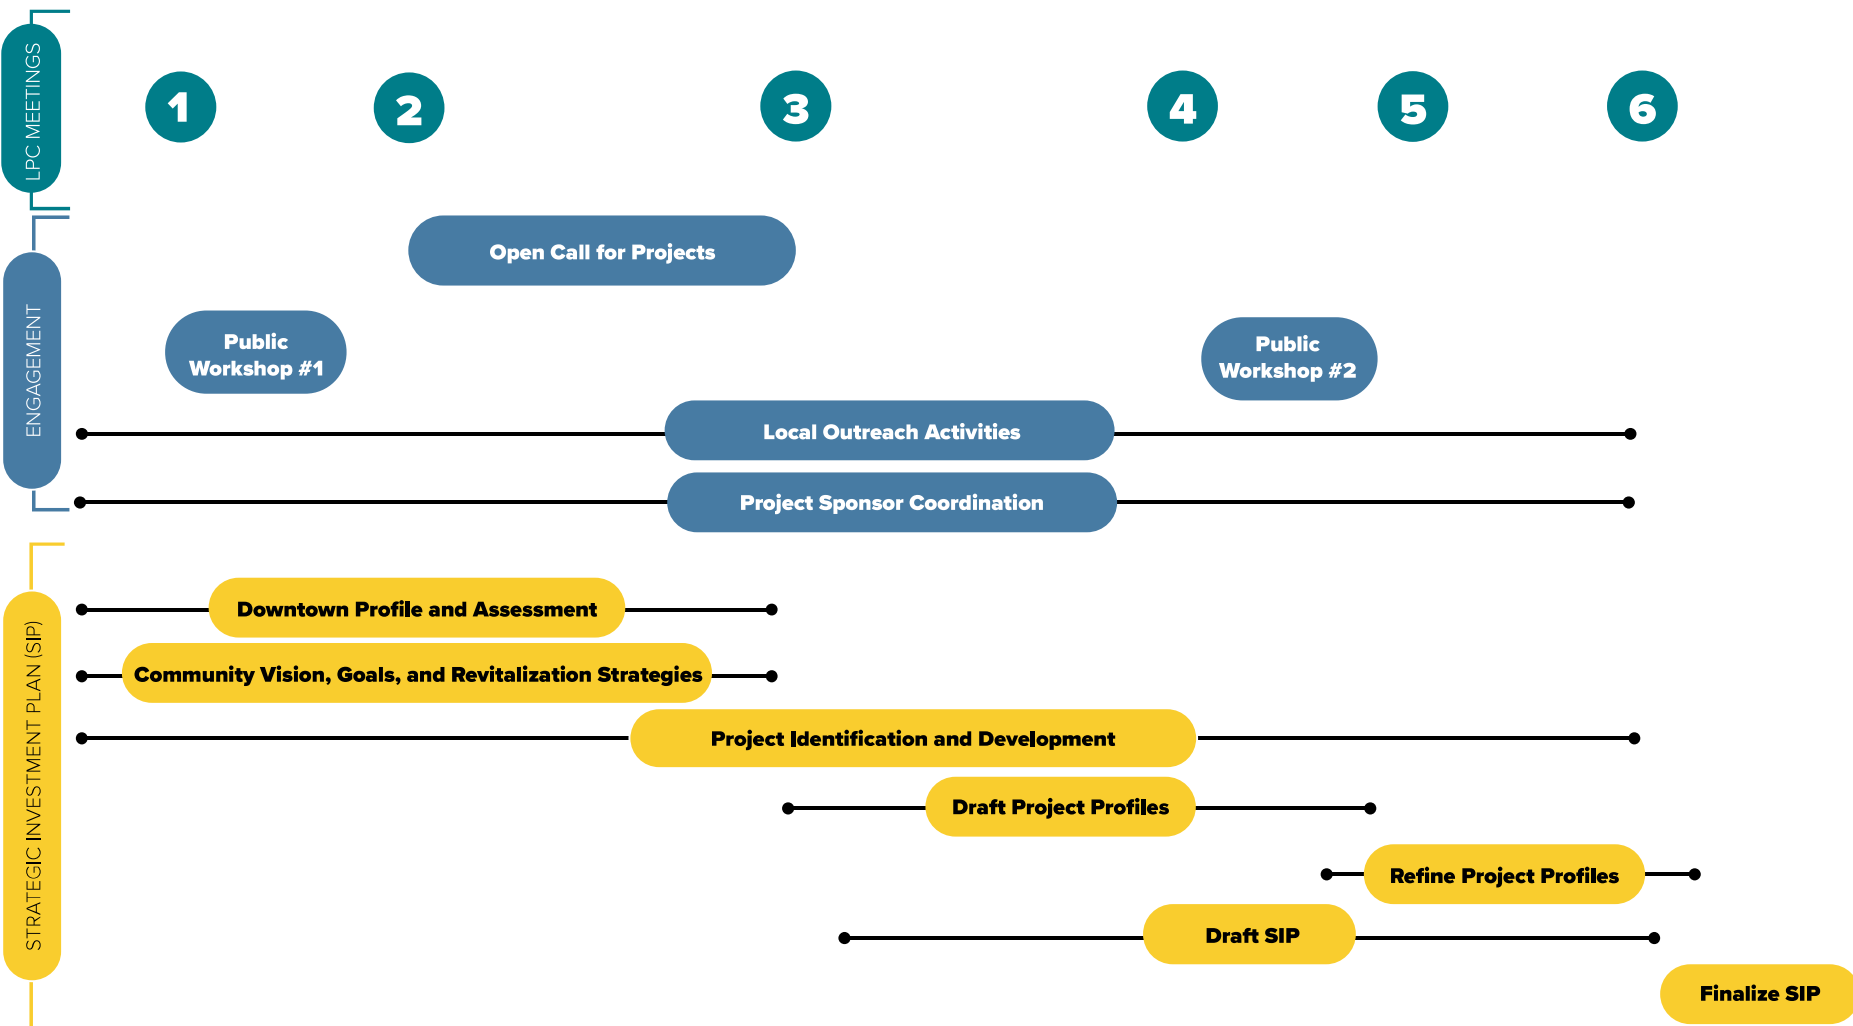 LPC MEETINGS
1
2
3
4
5
6
ENGAGEMENT
Open Call for Projects
Public
Workshop #1
Public
Workshop #2
Local Outreach Activities
Project Sponsor Coordination
STRATEGIC INVESTMENT PLAN (SIP)
Downtown Profile and Assessment
Community Vision, Goals, and Revitalization Strategies
Project Identification and Development
Draft Project Profiles
Refine Project Profiles
Draft SIP
Finalize SIP